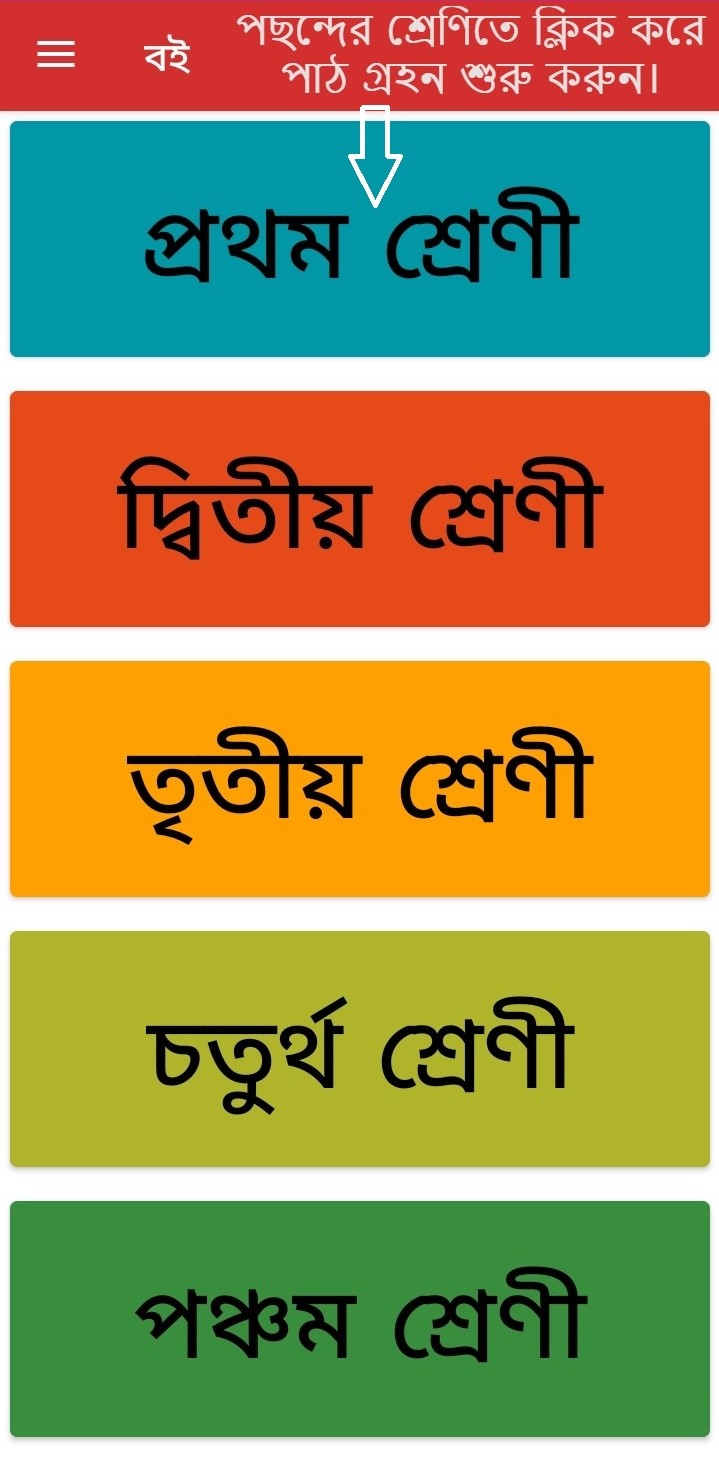 বই
পছন্দের শ্রেণিতে ক্লিক করে
পাঠ গ্রহন শুরু করুন।
প্রথম শ্রেণী
দ্বিতীয় শ্রেণী
তৃতীয় শ্রেণী
চতুর্থ শ্রেণী
পঞ্চম শ্রেণী